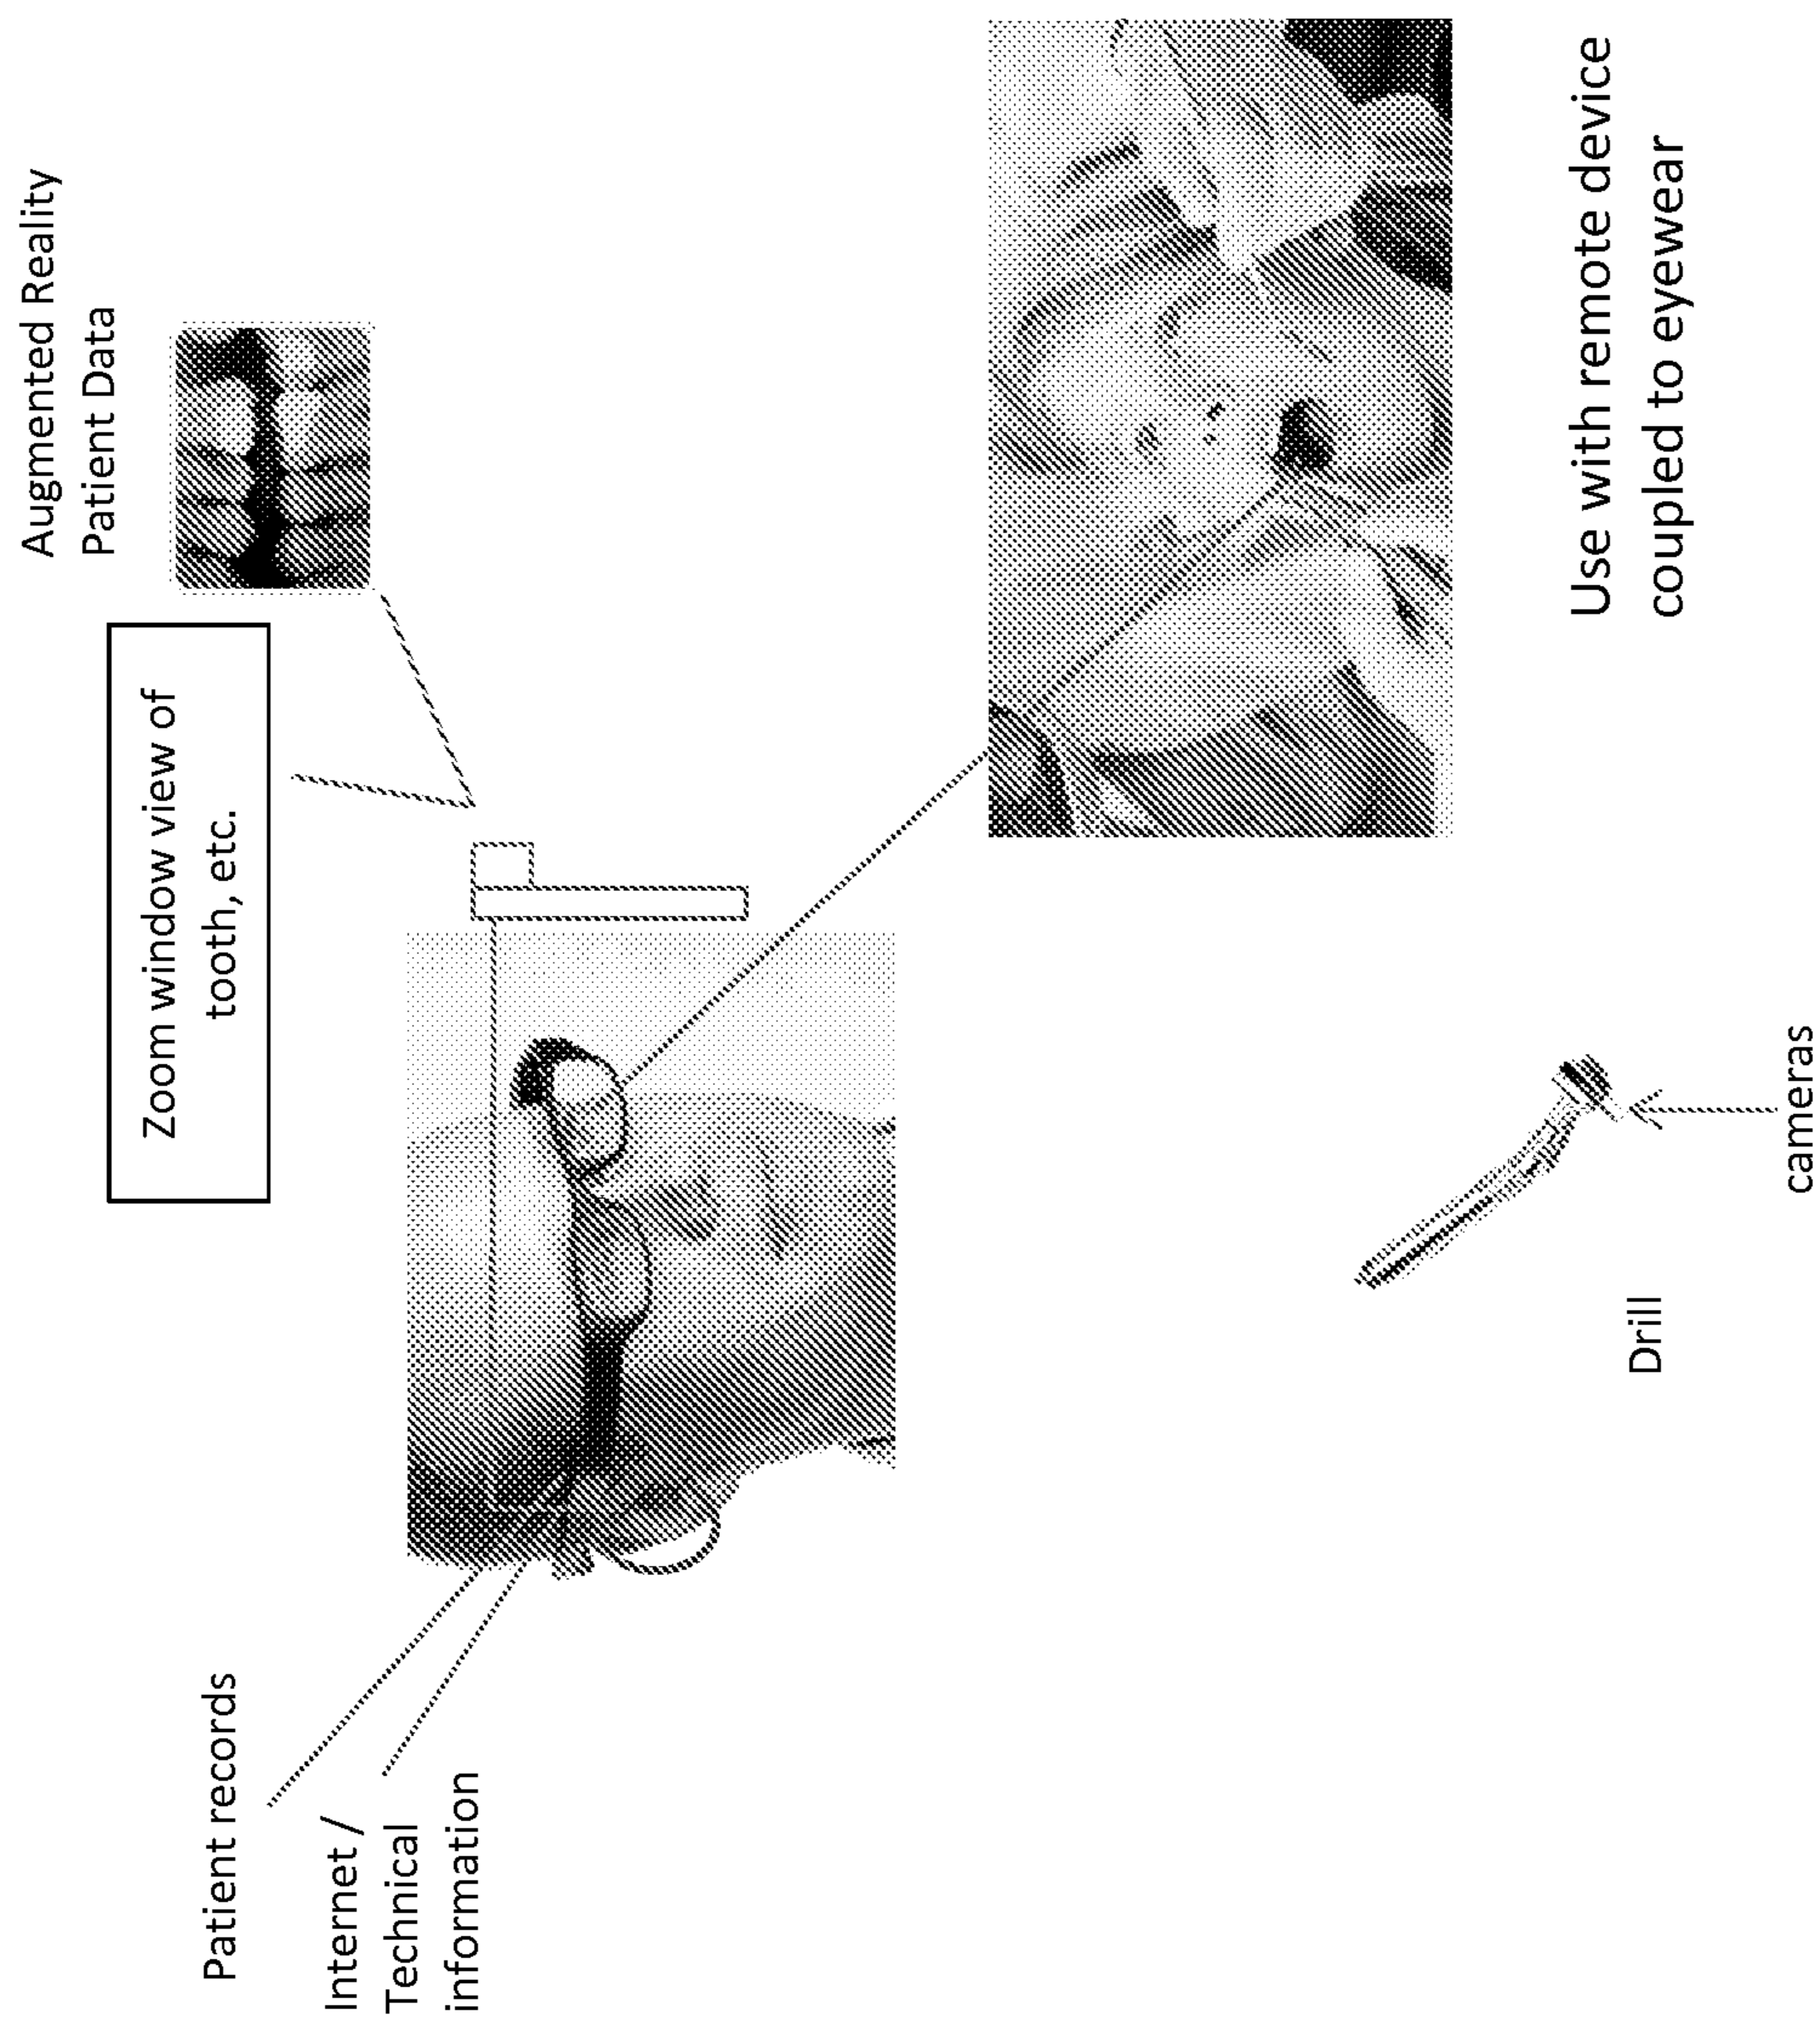 Augmented Reality
Patient Data
Zoom window view of
tooth, etc.
Patient records
Internet /
Technical
information
Use with remote device
coupled to eyewear
Drill
cameras